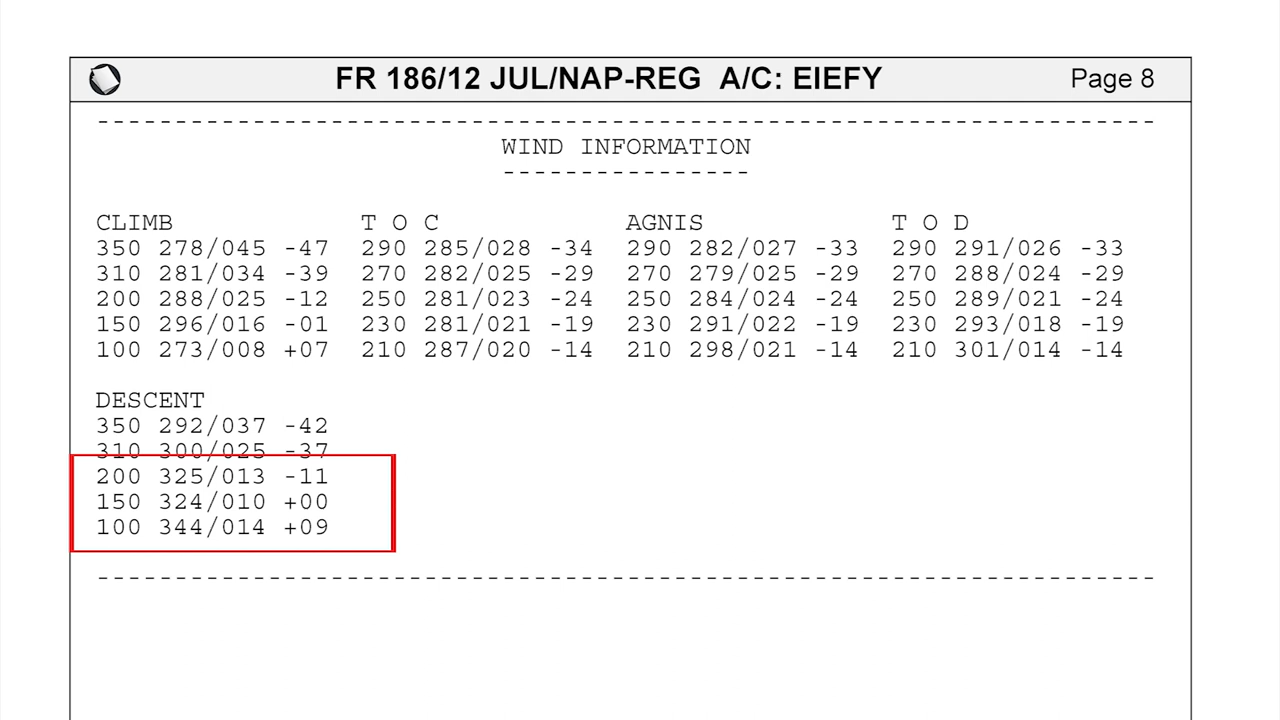 FR 186/12 JUL/NAP-REG A/C: EIEFY Page 8
WIND INFORMATION
CLIMB T O C AGNIS T O D
350 278/045 -47 290 285/028 -34 290 282/027 -33 290 291/026 -33
310 281/034 -39 270 282/025 -29 270 279/025 -29 270 288/024 -29
200 288/025 -12 250 281/023 -24 250 284/024 -24 250 289/021 -24
150 296/016 -01 230 281/021 -19 230 291/022 -19 230 293/018 -19
100 273/008 +07 210 287/020 -14 210 298/021 -14 210 301/014 -14
DESCENT
350 292/037 -42
310 300/025 -37
200 325/013 -11
150 324/010 +00
100 344/014 +09